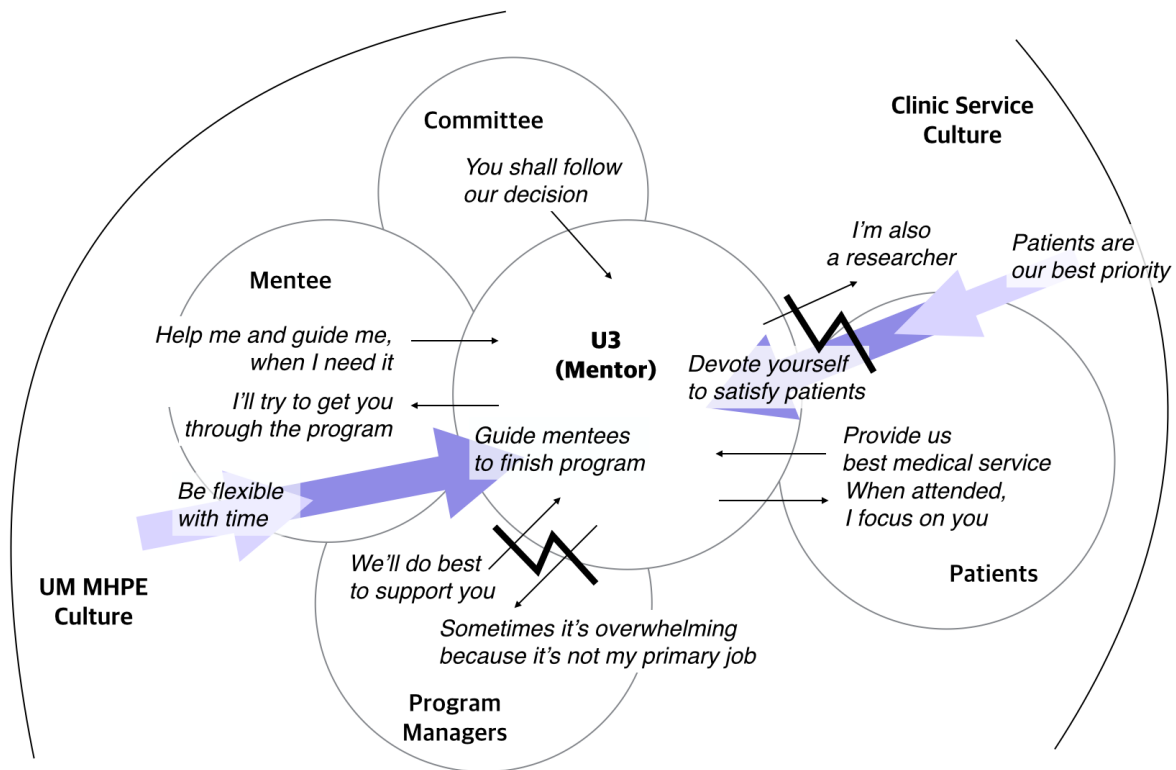 Committee
You shall follow
our decision
Clinic Service
Culture
I'm also
a researcher
Patients are
our best priority
Mentee
Help me and guide me,
when I need it
I'll try to get you
through the program
U3
(Mentor)
Devote yourself
to satisfy patients
Guide mentees
to finish program
Provide us
best medical service
When attended,
I focus on you
Patients
Be flexible
with time
UM MHPE
Culture
We'll do best
to support you
Sometimes it's overwhelming
because it's not my primary job
Program
Managers